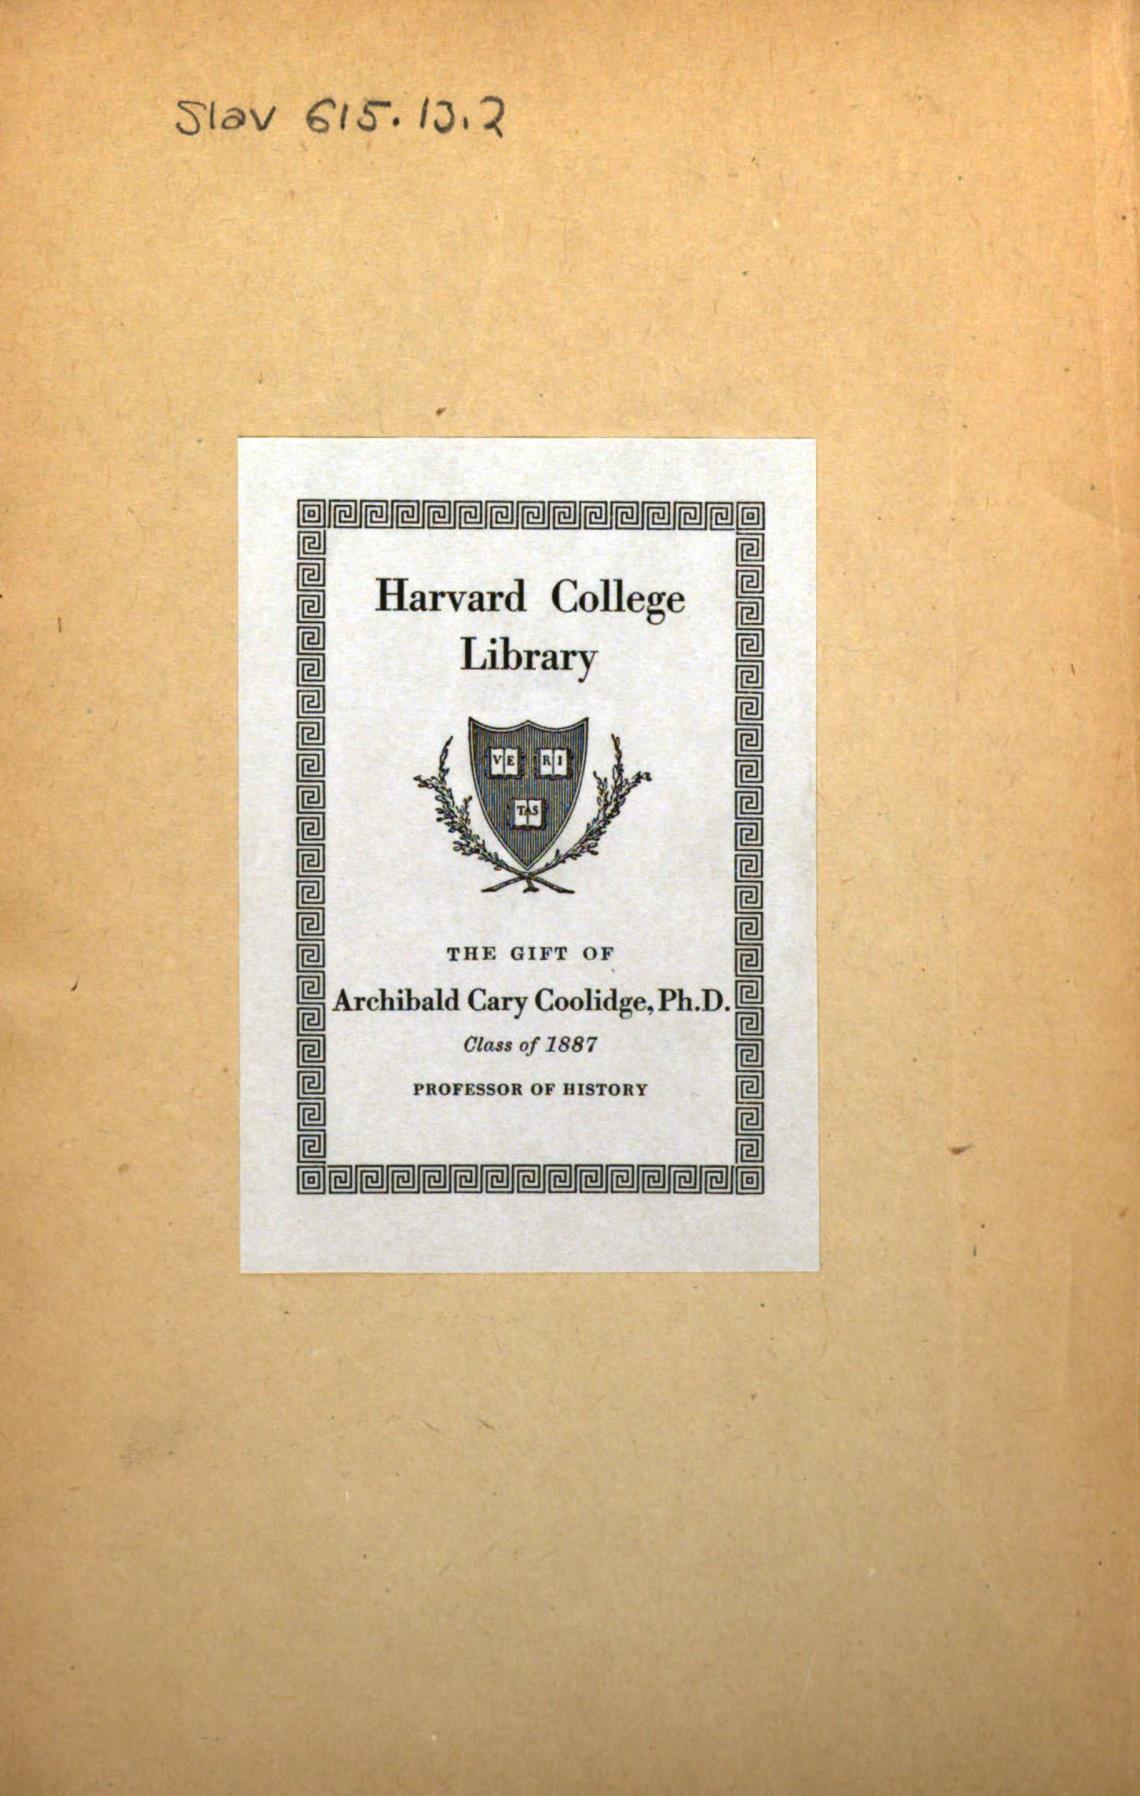 Slav 615.13.2
Harvard College
Library
VE RI
TAS
THE GIFT OF
Archibald Cary Coolidge, Ph.D.
Class of 1887
PROFESSOR OF HISTORY